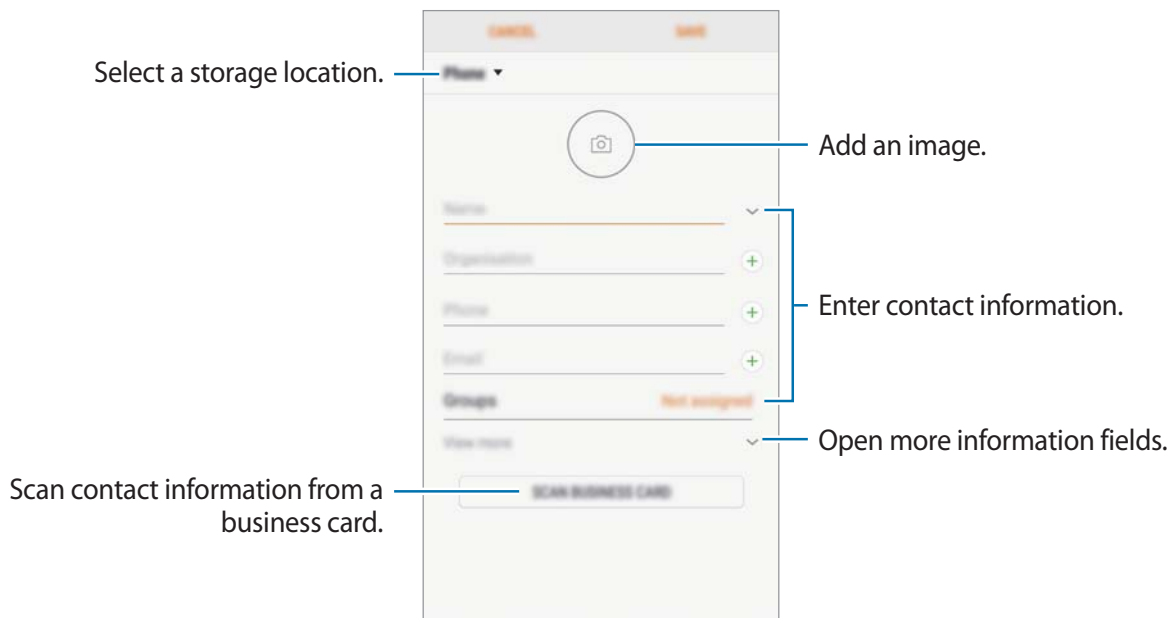 CANCEL
SAVE
Select a storage location.
Phone
Add an image.
Name
Organisation
Phone
Enter contact information.
Email
Groups
Not assigned
View more
Open more information fields.
Scan contact information from a
business card.
SCAN BUSINESS CARD